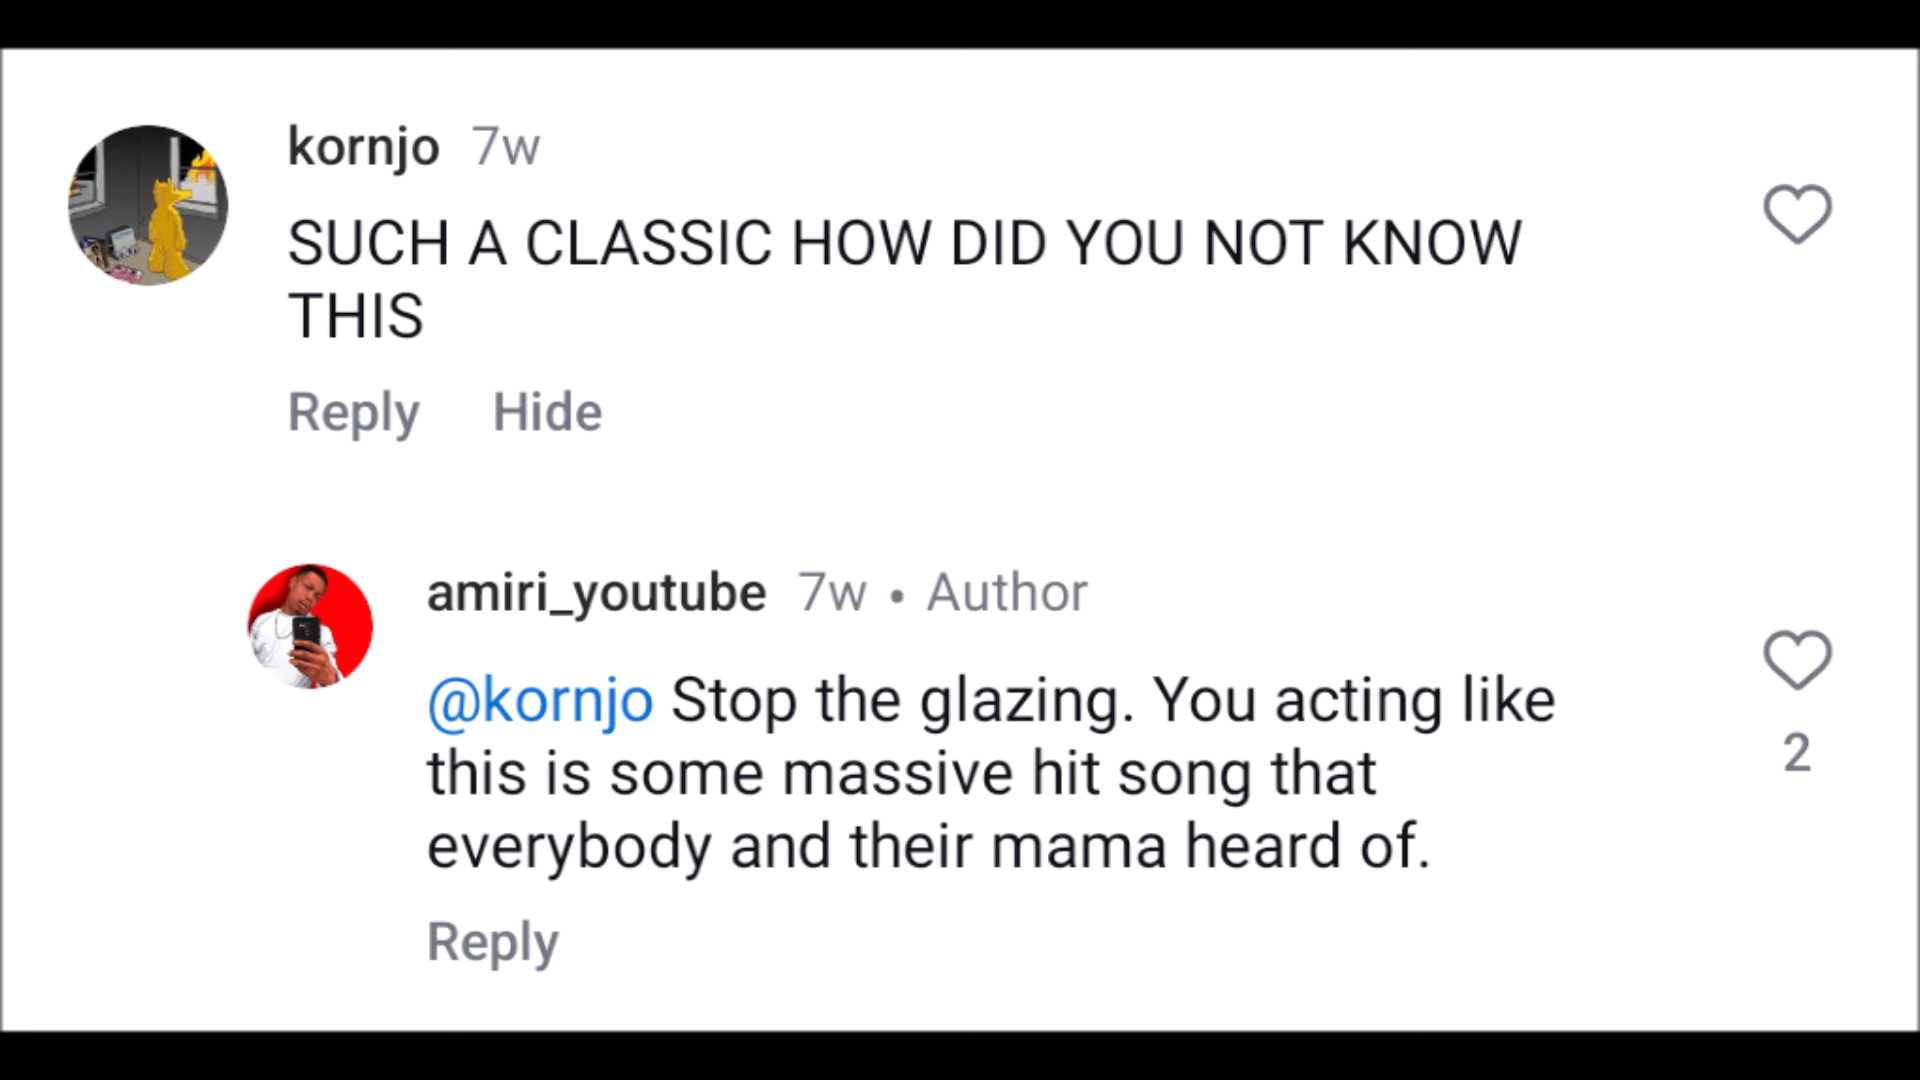 kornjo 7w
SUCH A CLASSIC HOW DID YOU NOT KNOW
THIS
Reply Hide
amiri_youtube 7w • Author
@kornjo Stop the glazing. You acting like
this is some massive hit song that
everybody and their mama heard of.
2
Reply